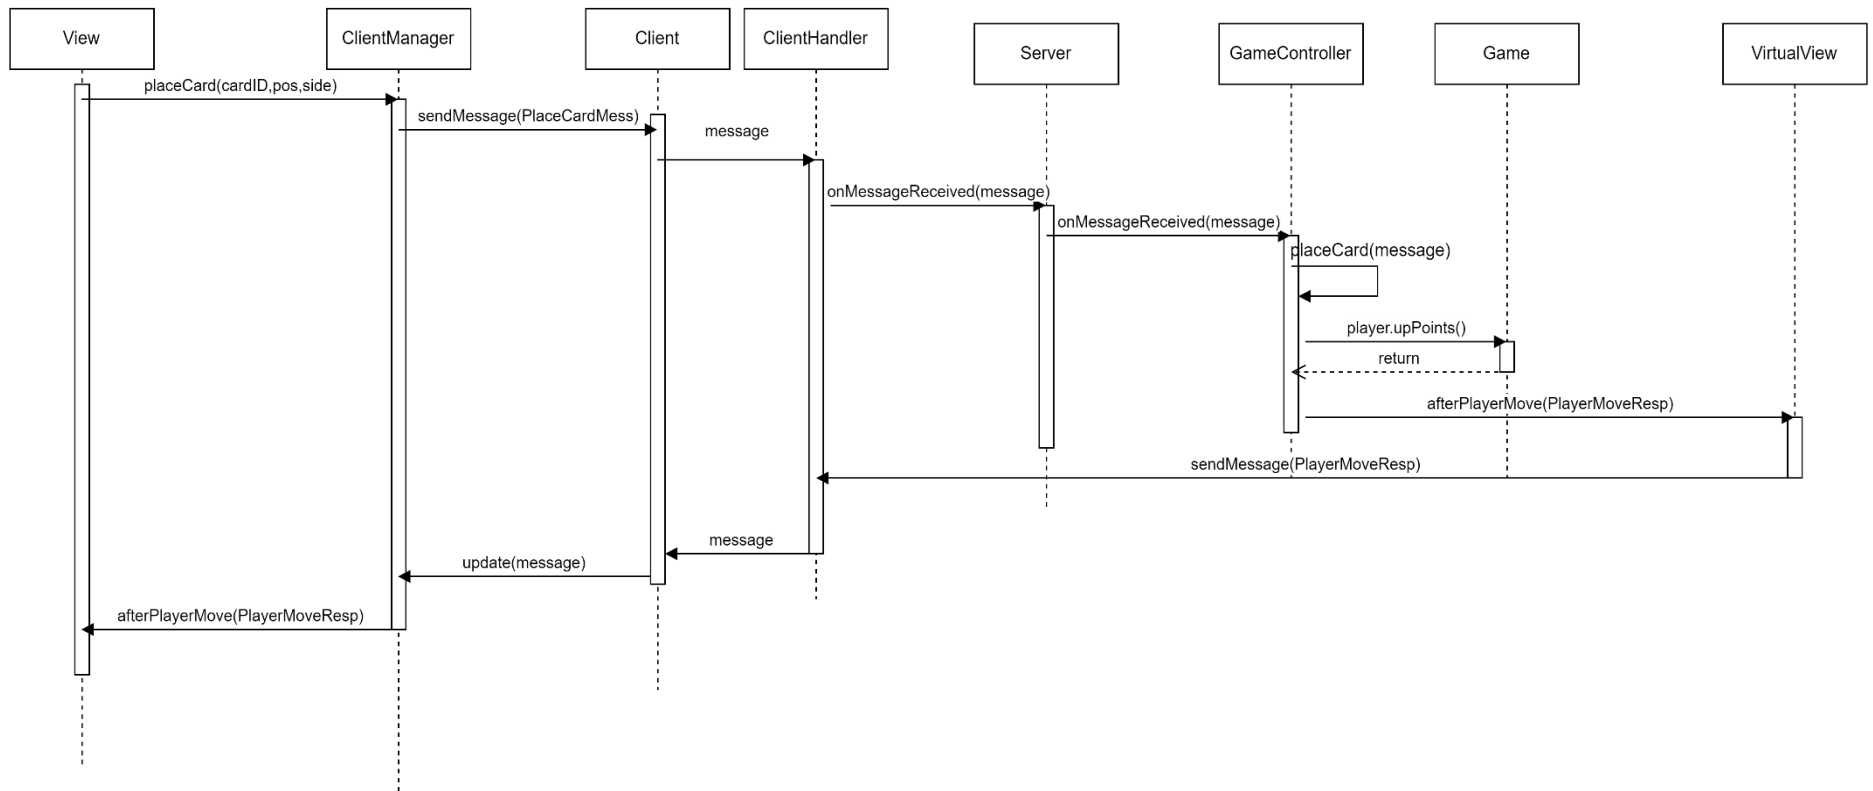 View
ClientManager
Client
ClientHandler
Server
GameController
Game
VirtualView
placeCard(cardID,pos,side)
sendMessage(PlaceCardMess)
message
onMessageReceived(message)
onMessageReceived(message)
placeCard(message)
player.upPoints()
return
afterPlayerMove(PlayerMoveResp)
sendMessage(PlayerMoveResp)
message
update(message)
afterPlayerMove(PlayerMoveResp)